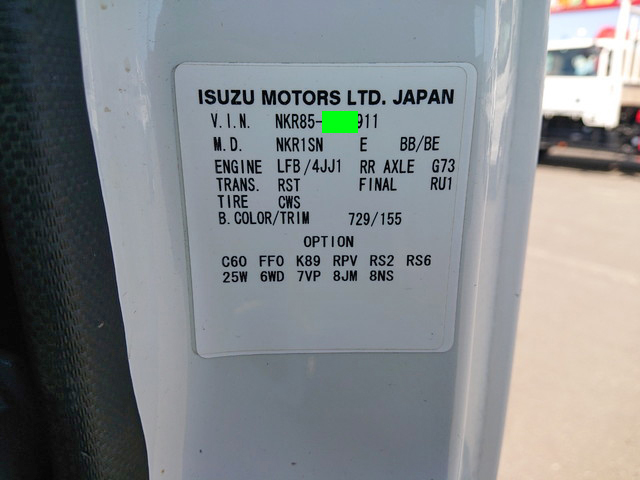 ISUZU MOTORS LTD. JAPAN
V.I.N. NKR85- 911
M.D. NKR1SN E BB/BE
ENGINE LFB/4JJ1 RR AXLE G73
TRANS. RST FINAL RU1
TIRE CWS
B.COLOR/TRIM 729/155
OPTION
C60 FF0 K89 RPV RS2 RS6
25W 6WD 7VP 8JM 8NS